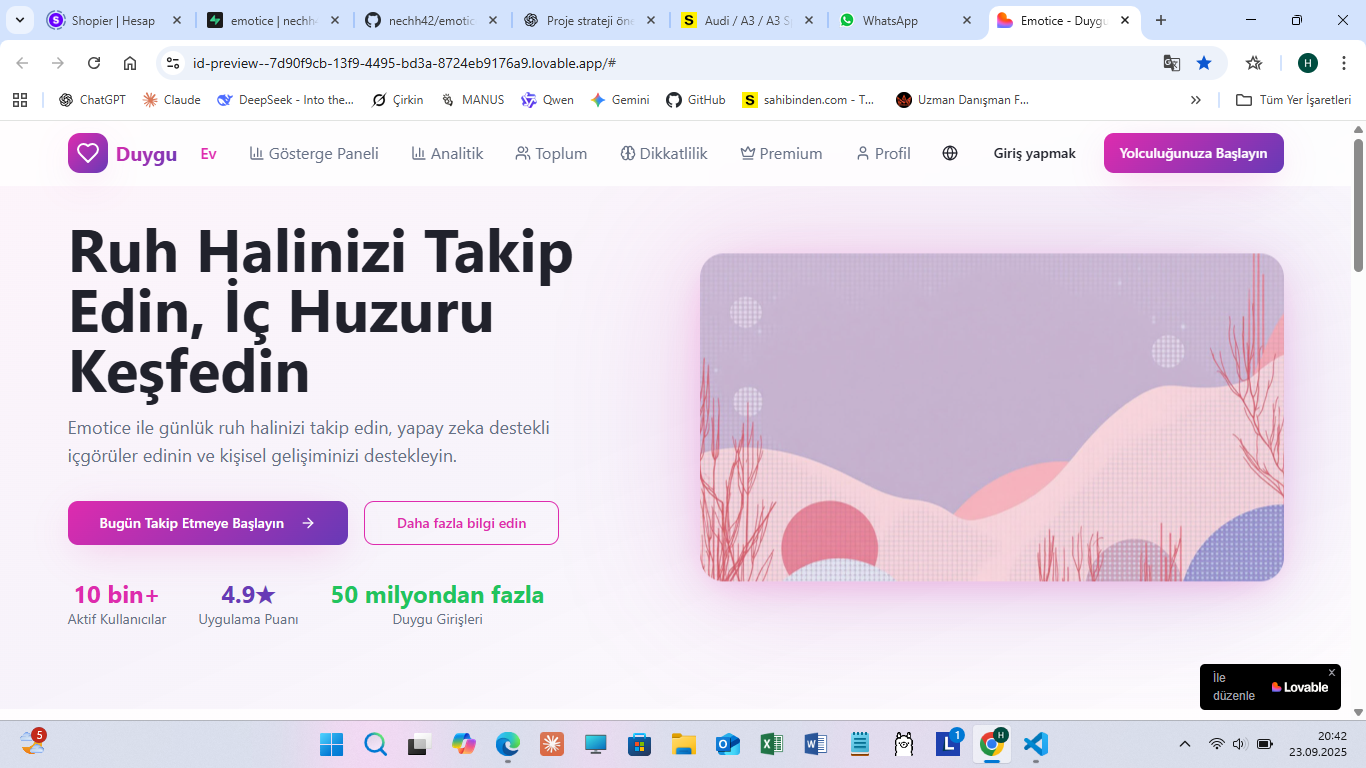 Shopier | Hesap
emotice | nechh
nechh42/emotic
Proje strateji öne
Audi / A3 / A3 S
WhatsApp
Emotice - Duygu
id-preview--7d90f9cb-13f9-4495-bd3a-8724eb9176a9.lovable.app/#
H
ChatGPT
Claude
DeepSeek - Into the...
Çirkin
MANUS
Qwen
Gemini
GitHub
sahibinden.com - T...
Uzman Danışman F...
Tüm Yer İşaretleri
Duygu
Ev
Gösterge Paneli
Analitik
Toplum
Dikkatlilik
Premium
Profil
Giriş yapmak
Yolculuğunuza Başlayın
Ruh Halinizi Takip
Edin, İç Huzuru
Keşfedin
Emotice ile günlük ruh halinizi takip edin, yapay zeka destekli
içgörüler edinin ve kişisel gelişiminizi destekleyin.
Bugün Takip Etmeye Başlayın
Daha fazla bilgi edin
10 bin+
Aktif Kullanıcılar
4.9★
Uygulama Puanı
50 milyondan fazla
Duygu Girişleri
İle
düzenle
Lovable
5
1
H
20:42
23.09.2025